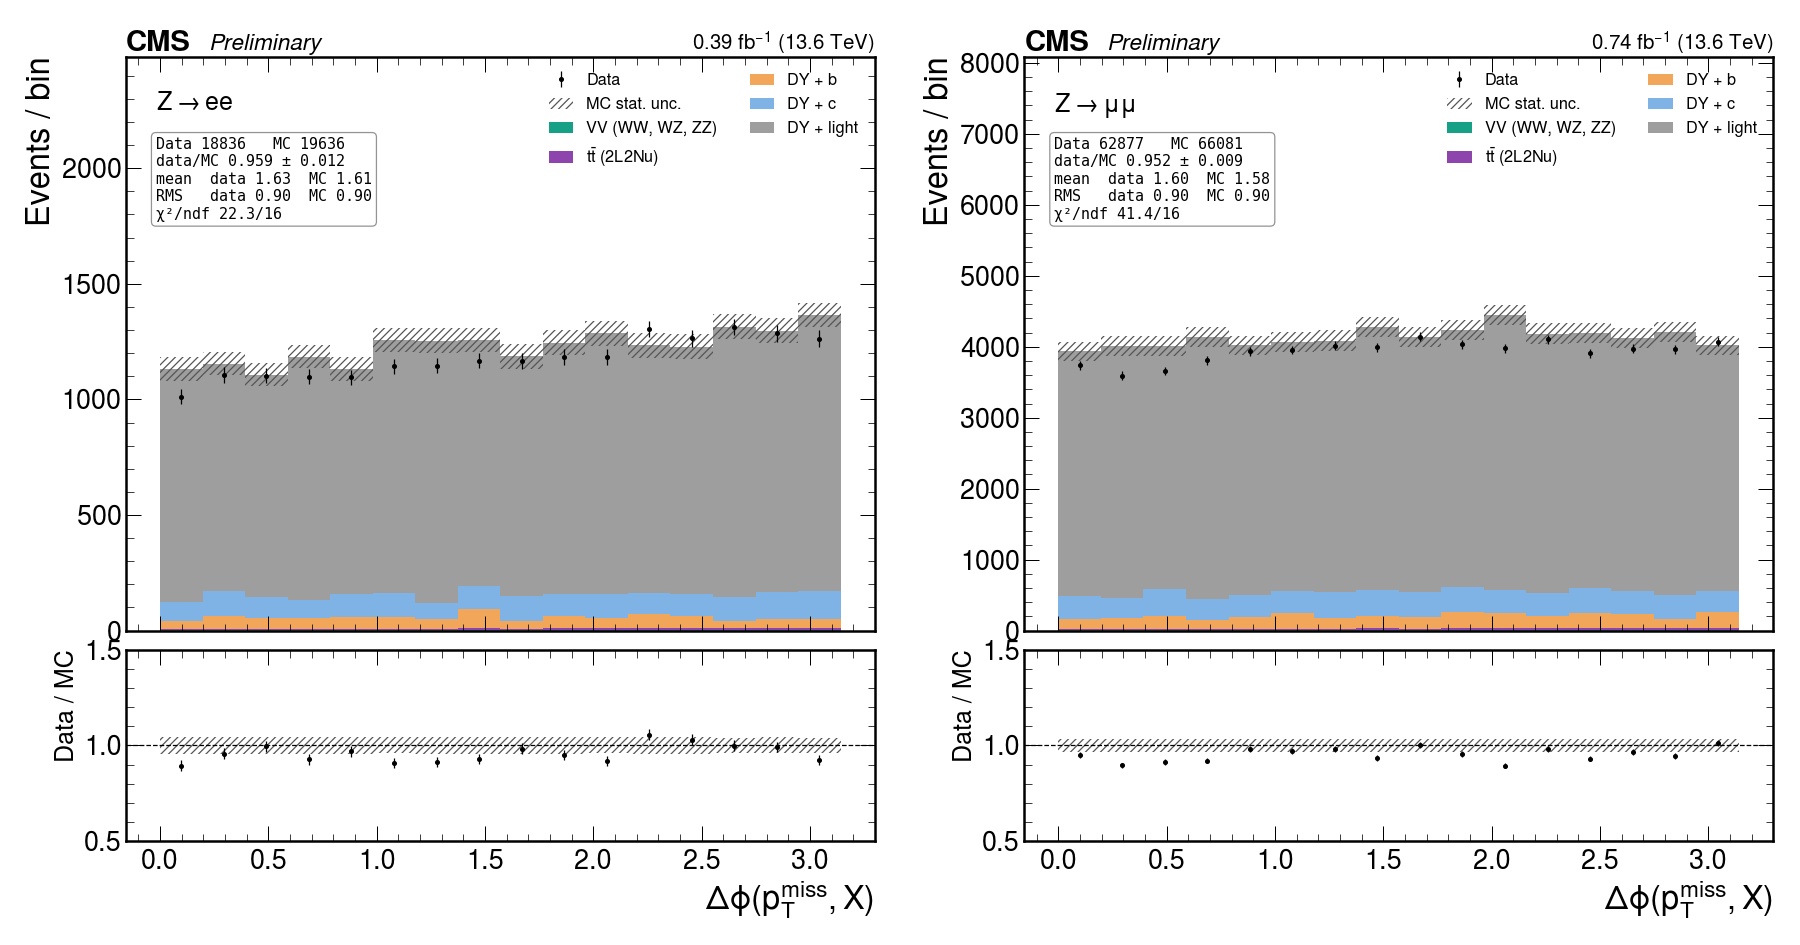 CMS Preliminary 0.39 fb−1 (13.6 TeV)
Events / bin
Z → ee
Data
MC stat. unc.
VV (WW, WZ, ZZ)
tt̄ (2L2Nu)
DY + b
DY + c
DY + light
Data 18836 MC 19636
data/MC 0.959 ± 0.012
mean data 1.63 MC 1.61
RMS data 0.90 MC 0.90
χ²/ndf 22.3/16
2000
1500
1000
500
0
Data / MC
1.5
1.0
0.5
0.0 0.5 1.0 1.5 2.0 2.5 3.0
Δϕ(p_T^miss, X)
CMS Preliminary 0.74 fb−1 (13.6 TeV)
Events / bin
Z → μμ
Data
MC stat. unc.
VV (WW, WZ, ZZ)
tt̄ (2L2Nu)
DY + b
DY + c
DY + light
Data 62877 MC 66081
data/MC 0.952 ± 0.009
mean data 1.60 MC 1.58
RMS data 0.90 MC 0.90
χ²/ndf 41.4/16
8000
7000
6000
5000
4000
3000
2000
1000
0
Data / MC
1.5
1.0
0.5
0.0 0.5 1.0 1.5 2.0 2.5 3.0
Δϕ(p_T^miss, X)